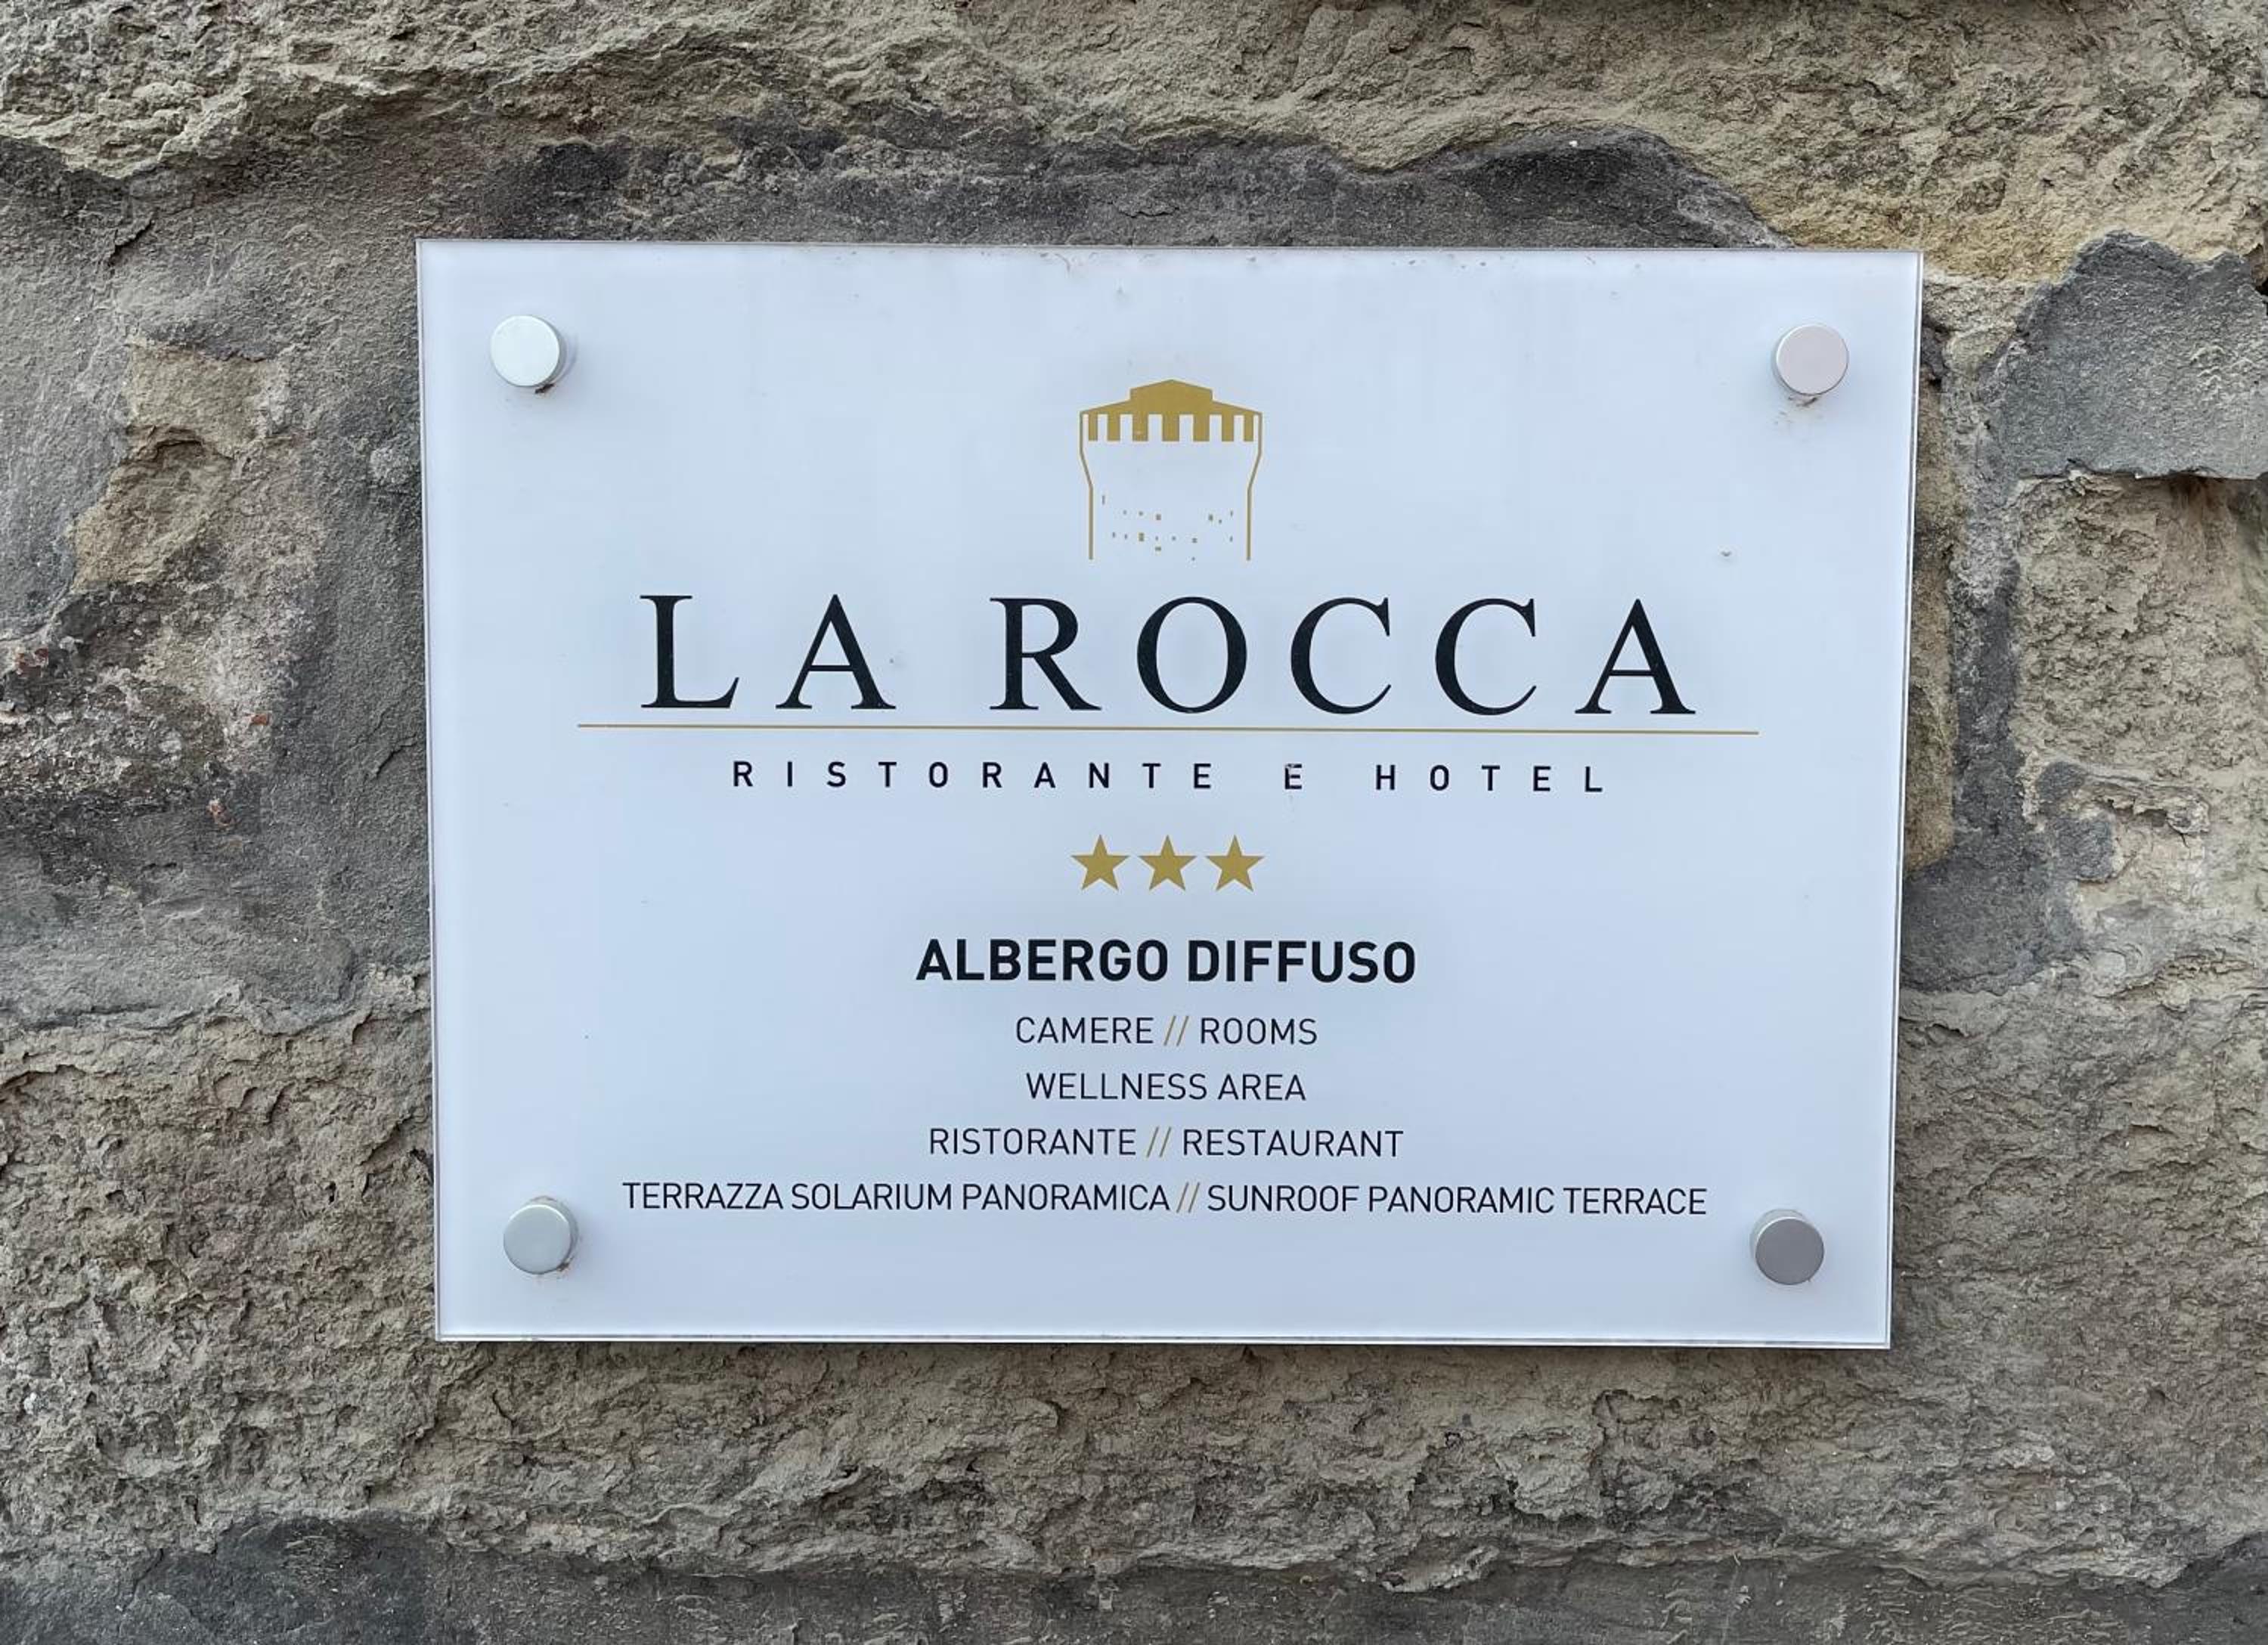 LA ROCCA
RISTORANTE E HOTEL
ALBERGO DIFFUSO
CAMERE // ROOMS
WELLNESS AREA
RISTORANTE // RESTAURANT
TERRAZZA SOLARIUM PANORAMICA // SUNROOF PANORAMIC TERRACE